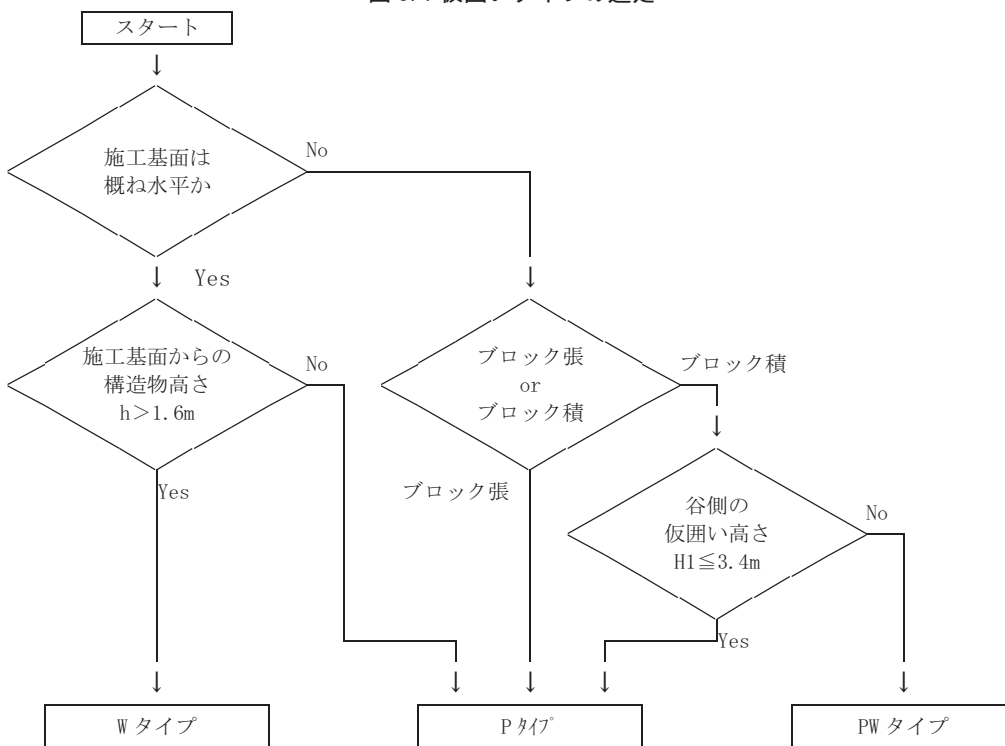 スタート
↓
施工基面は
概ね水平か
No
↓
Yes
↓
施工基面からの
構造物高さ
h＞1.6m
No
Yes
ブロック張
or
ブロック積
ブロック積
↓
ブロック張
谷側の
仮囲い高さ
H1≦3.4m
No
Yes
↓
↓
↓
↓
↓
W タイプ
P ﾀｲﾌﾟ
PW タイプ